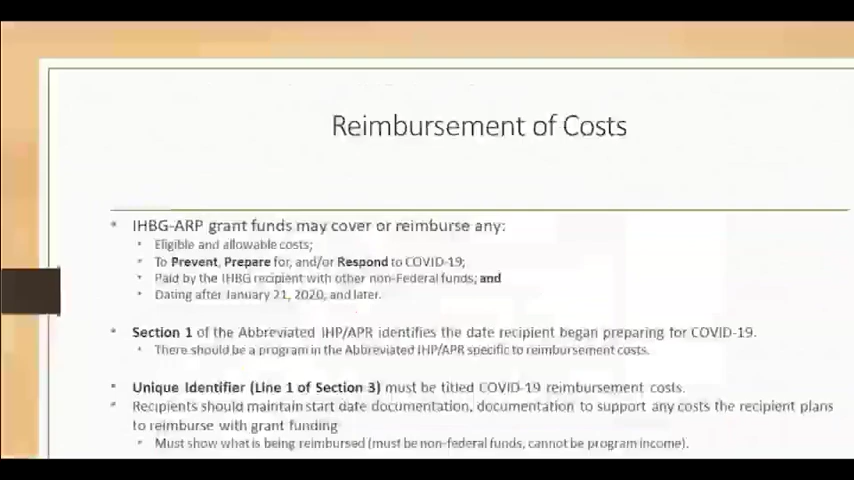 Reimbursement of Costs
IHBG-ARP grant funds may cover or reimburse any:
Eligible and allowable costs;
To Prevent, Prepare for, and/or Respond to COVID-19;
Paid by the IHBG recipient with other non-Federal funds; and
Dating after January 21, 2020, and later.
Section 1 of the Abbreviated IHP/APR identifies the date recipient began preparing for COVID-19.
There should be a program in the Abbreviated IHP/APR specific to reimbursement costs.
Unique Identifier (Line 1 of Section 3) must be titled COVID-19 reimbursement costs.
Recipients should maintain start date documentation, documentation to support any costs the recipient plans
to reimburse with grant funding
Must show what is being reimbursed (must be non-federal funds, cannot be program income).